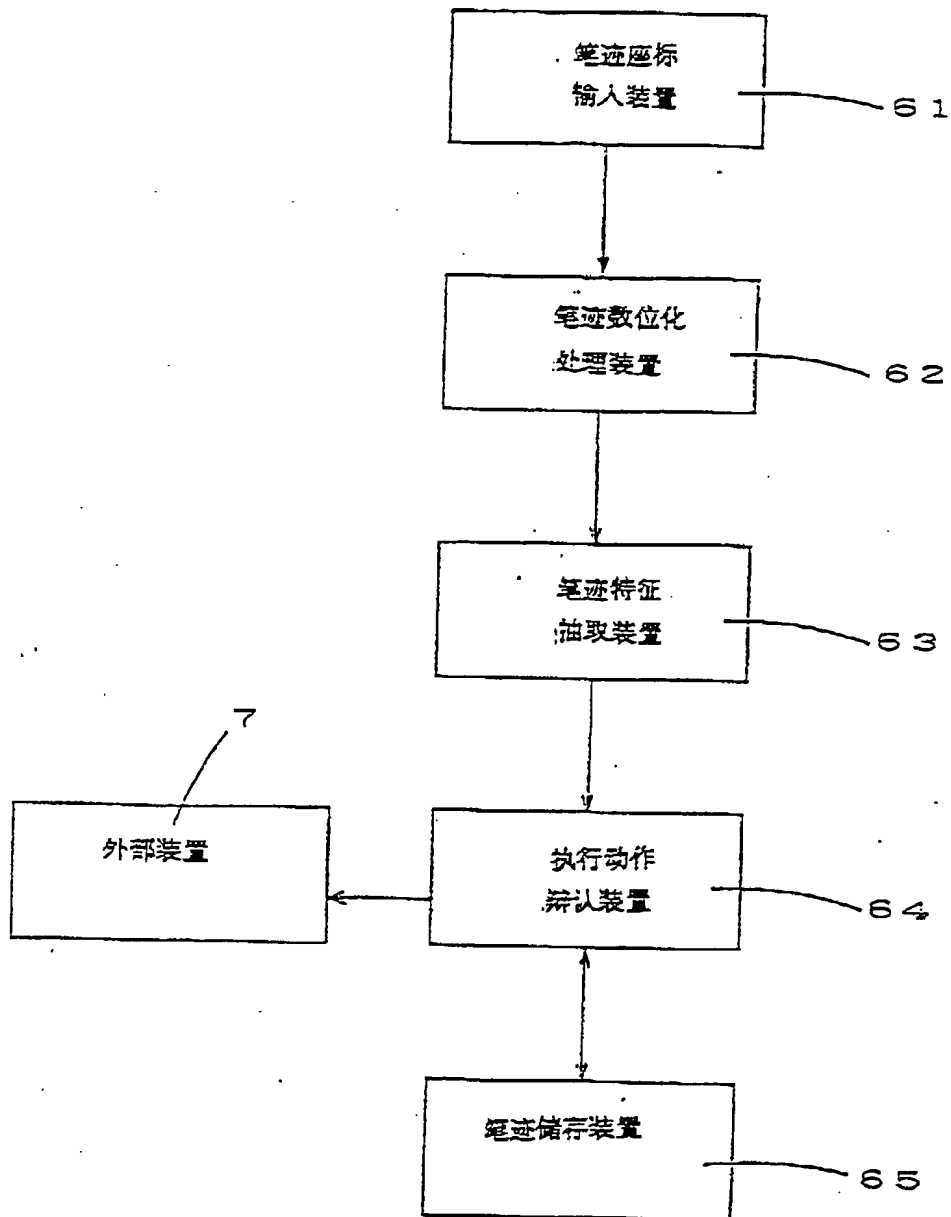 笔迹座标
输入装置
61
笔迹数位化
处理装置
62
笔迹特征
抽取装置
63
7
外部装置
执行动作
辨认装置
64
笔迹储存装置
65